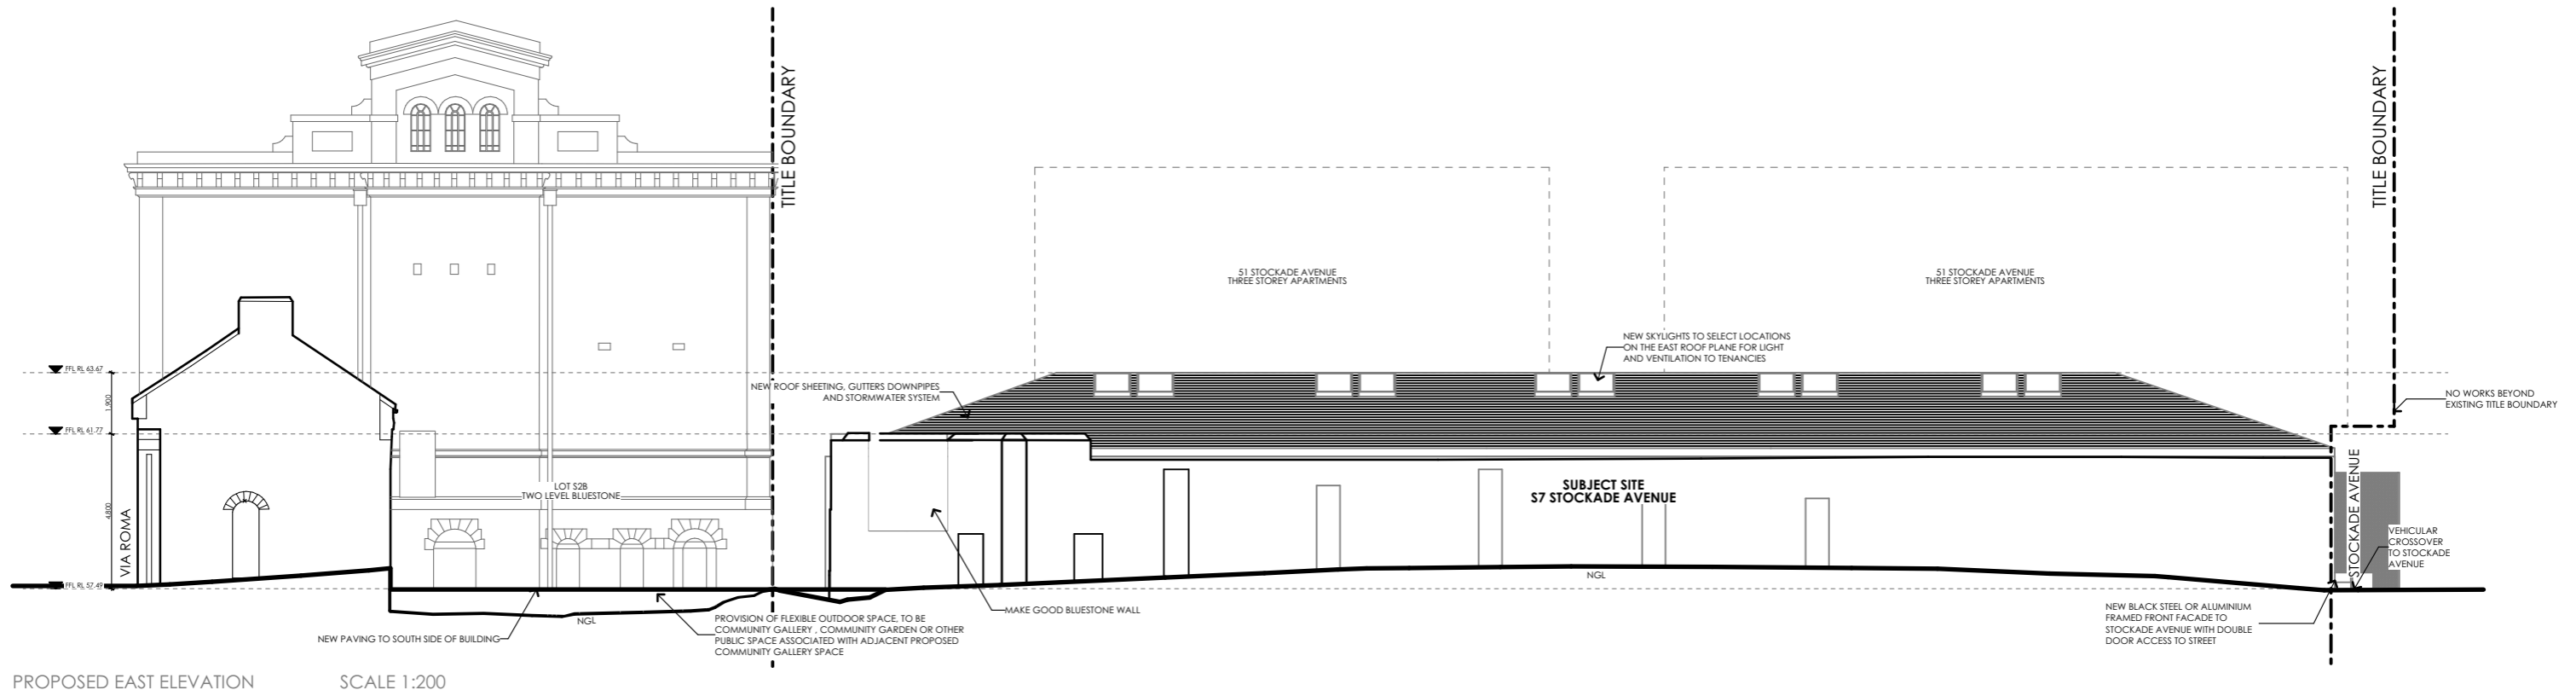 TITLE BOUNDARY
TITLE BOUNDARY
51 STOCKADE AVENUE
THREE STOREY APARTMENTS
51 STOCKADE AVENUE
THREE STOREY APARTMENTS
NEW SKYLIGHTS TO SELECT LOCATIONS
ON THE EAST ROOF PLANE FOR LIGHT
AND VENTILATION TO TENANCIES
FFL RL 63.67
NEW ROOF SHEETING, GUTTERS DOWNPIPES
AND STORMWATER SYSTEM
NO WORKS BEYOND
EXISTING TITLE BOUNDARY
1,900
FFL RL 61.77
LOT S2B
TWO LEVEL BLUESTONE
SUBJECT SITE
S7 STOCKADE AVENUE
4,800
VIA ROMA
STOCKADE AVENUE
VEHICULAR
CROSSOVER
TO STOCKADE
AVENUE
FFL RL 57.49
NGL
NGL
MAKE GOOD BLUESTONE WALL
NEW PAVING TO SOUTH SIDE OF BUILDING
PROVISION OF FLEXIBLE OUTDOOR SPACE, TO BE
COMMUNITY GALLERY , COMMUNITY GARDEN OR OTHER
PUBLIC SPACE ASSOCIATED WITH ADJACENT PROPOSED
COMMUNITY GALLERY SPACE
NEW BLACK STEEL OR ALUMINIUM
FRAMED FRONT FACADE TO
STOCKADE AVENUE WITH DOUBLE
DOOR ACCESS TO STREET
PROPOSED EAST ELEVATION SCALE 1:200